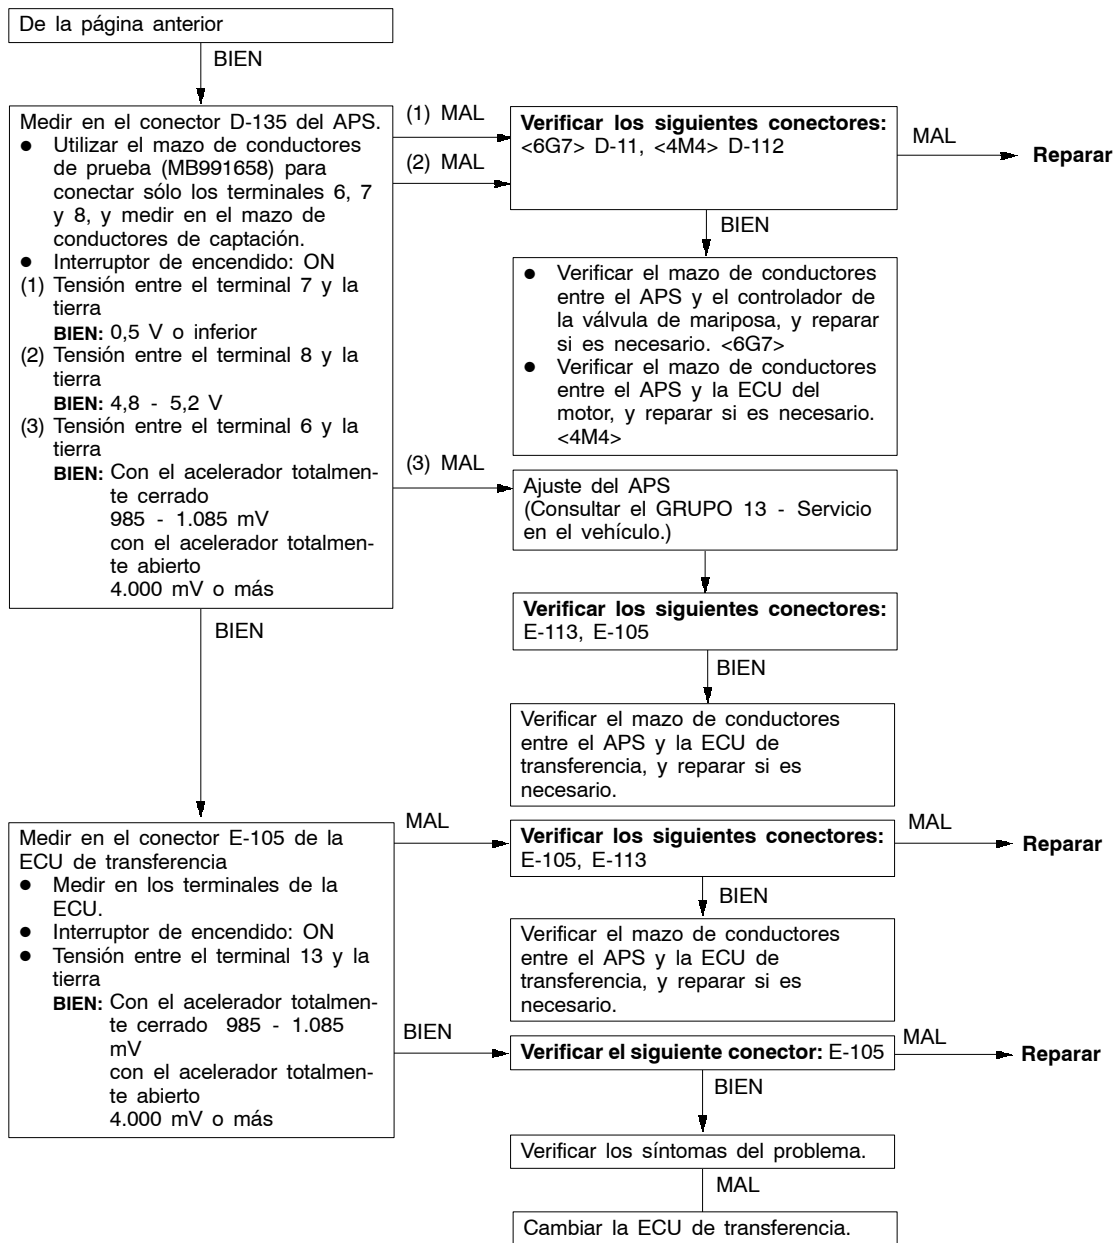 De la página anterior
BIEN
Medir en el conector D-135 del APS.
● Utilizar el mazo de conductores
de prueba (MB991658) para
conectar sólo los terminales 6, 7
y 8, y medir en el mazo de
conductores de captación.
● Interruptor de encendido: ON
(1) Tensión entre el terminal 7 y la
tierra
BIEN: 0,5 V o inferior
(2) Tensión entre el terminal 8 y la
tierra
BIEN: 4,8 - 5,2 V
(3) Tensión entre el terminal 6 y la
tierra
BIEN: Con el acelerador totalmen-
te cerrado
985 - 1.085 mV
con el acelerador totalmen-
te abierto
4.000 mV o más
(1) MAL
(2) MAL
Verificar los siguientes conectores:
<6G7> D-11, <4M4> D-112
MAL
Reparar
BIEN
● Verificar el mazo de conductores
entre el APS y el controlador de
la válvula de mariposa, y reparar
si es necesario. <6G7>
● Verificar el mazo de conductores
entre el APS y la ECU del
motor, y reparar si es necesario.
<4M4>
(3) MAL
Ajuste del APS
(Consultar el GRUPO 13 - Servicio
en el vehículo.)
Verificar los siguientes conectores:
E-113, E-105
BIEN
Verificar el mazo de conductores
entre el APS y la ECU de
transferencia, y reparar si es
necesario.
BIEN
Medir en el conector E-105 de la
ECU de transferencia
● Medir en los terminales de la
ECU.
● Interruptor de encendido: ON
● Tensión entre el terminal 13 y la
tierra
BIEN: Con el acelerador totalmen-
te cerrado 985 - 1.085
mV
con el acelerador totalmen-
te abierto
4.000 mV o más
MAL
Verificar los siguientes conectores:
E-105, E-113
MAL
Reparar
BIEN
Verificar el mazo de conductores
entre el APS y la ECU de
transferencia, y reparar si es
necesario.
BIEN
Verificar el siguiente conector: E-105
MAL
Reparar
BIEN
Verificar los síntomas del problema.
MAL
Cambiar la ECU de transferencia.